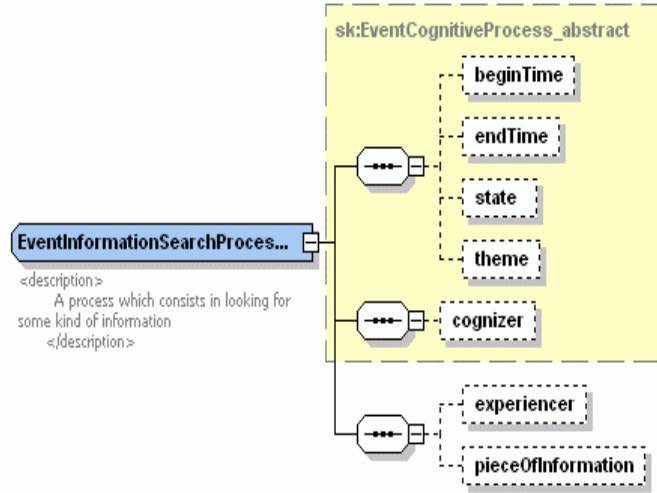 sk:EventCognitiveProcess_abstract
beginTime
endTime
state
theme
EventInformationSearchProces...
<description>
A process which consists in looking for
some kind of information
</description>
cognizer
experiencer
pieceOfInformation